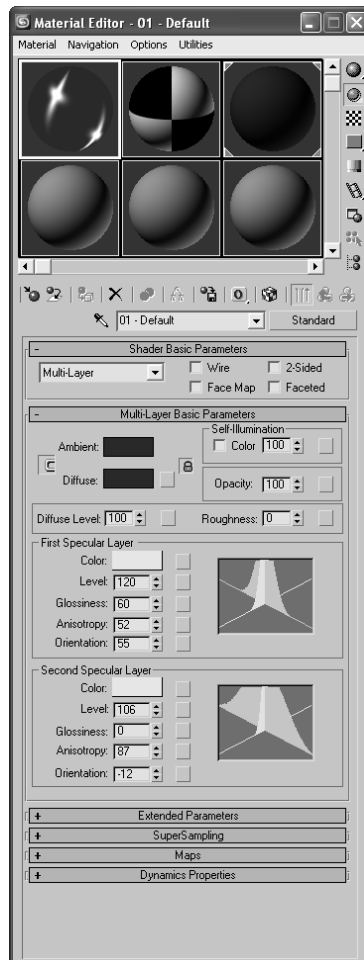 Material Editor - 01 - Default
Material Navigation Options Utilities
01 - Default Standard
- Shader Basic Parameters
Multi-Layer Wire 2-Sided
Face Map Faceted
- Multi-Layer Basic Parameters
Self-Illumination
Ambient: Color 100
Diffuse: Opacity: 100
Diffuse Level: 100 Roughness: 0
First Specular Layer
Color:
Level: 120
Glossiness: 60
Anisotropy: 52
Orientation: 55
Second Specular Layer
Color:
Level: 106
Glossiness: 0
Anisotropy: 87
Orientation: -12
+ Extended Parameters
+ SuperSampling
+ Maps
+ Dynamics Properties